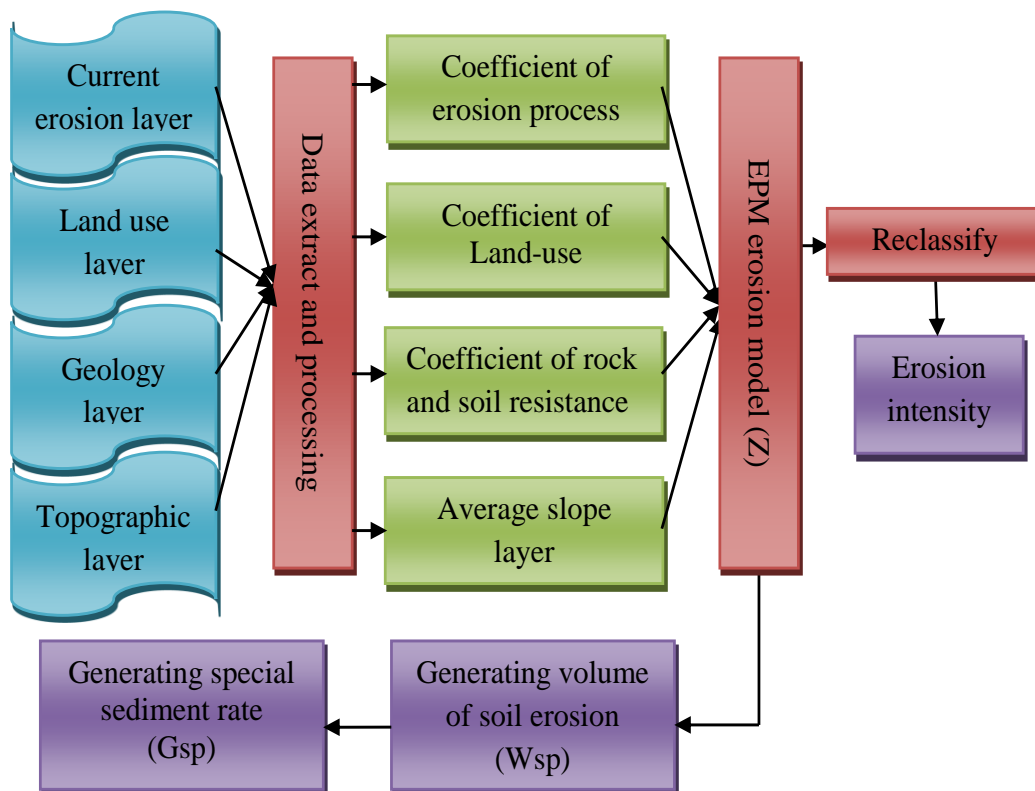 Current
erosion layer
Land use
layer
Geology
layer
Topographic
layer
Data extract and processing
Coefficient of
erosion process
Coefficient of
Land-use
Coefficient of rock
and soil resistance
Average slope
layer
EPM erosion model (Z)
Reclassify
Erosion
intensity
Generating volume
of soil erosion
(Wsp)
Generating special
sediment rate
(Gsp)